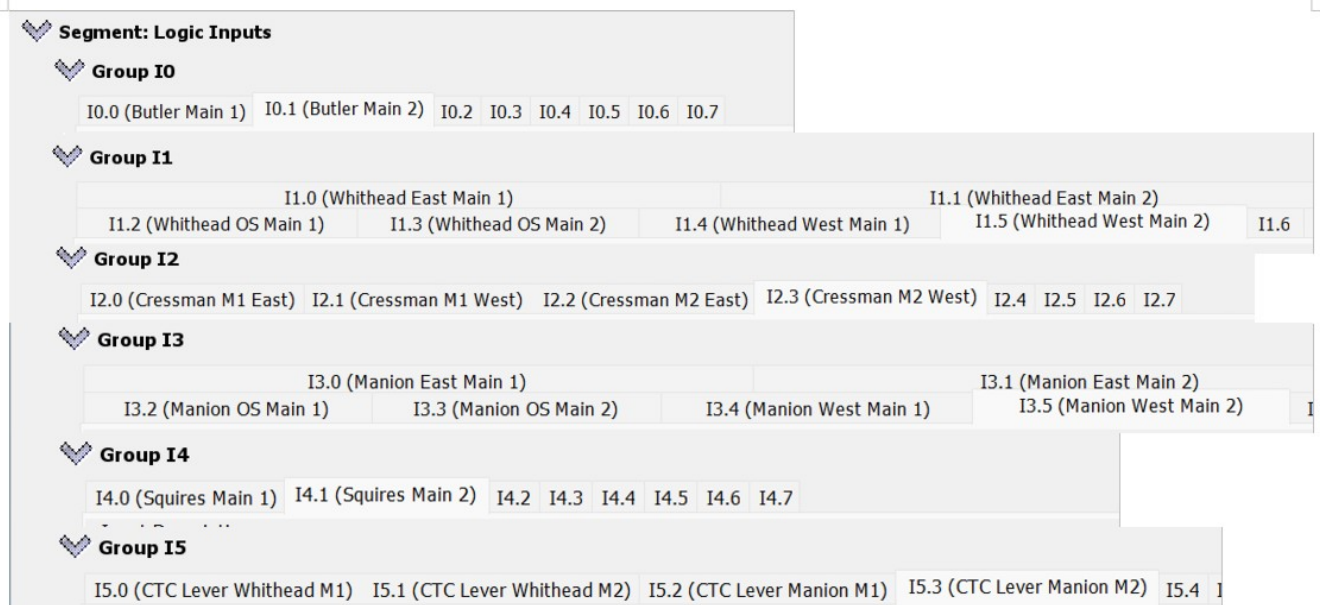 Segment: Logic Inputs
Group I0
I0.0 (Butler Main 1) I0.1 (Butler Main 2) I0.2 I0.3 I0.4 I0.5 I0.6 I0.7
Group I1
I1.0 (Whithead East Main 1) I1.1 (Whithead East Main 2)
I1.2 (Whithead OS Main 1) I1.3 (Whithead OS Main 2) I1.4 (Whithead West Main 1) I1.5 (Whithead West Main 2) I1.6
Group I2
I2.0 (Cressman M1 East) I2.1 (Cressman M1 West) I2.2 (Cressman M2 East) I2.3 (Cressman M2 West) I2.4 I2.5 I2.6 I2.7
Group I3
I3.0 (Manion East Main 1) I3.1 (Manion East Main 2)
I3.2 (Manion OS Main 1) I3.3 (Manion OS Main 2) I3.4 (Manion West Main 1) I3.5 (Manion West Main 2)
Group I4
I4.0 (Squires Main 1) I4.1 (Squires Main 2) I4.2 I4.3 I4.4 I4.5 I4.6 I4.7
Group I5
I5.0 (CTC Lever Whithead M1) I5.1 (CTC Lever Whithead M2) I5.2 (CTC Lever Manion M1) I5.3 (CTC Lever Manion M2) I5.4